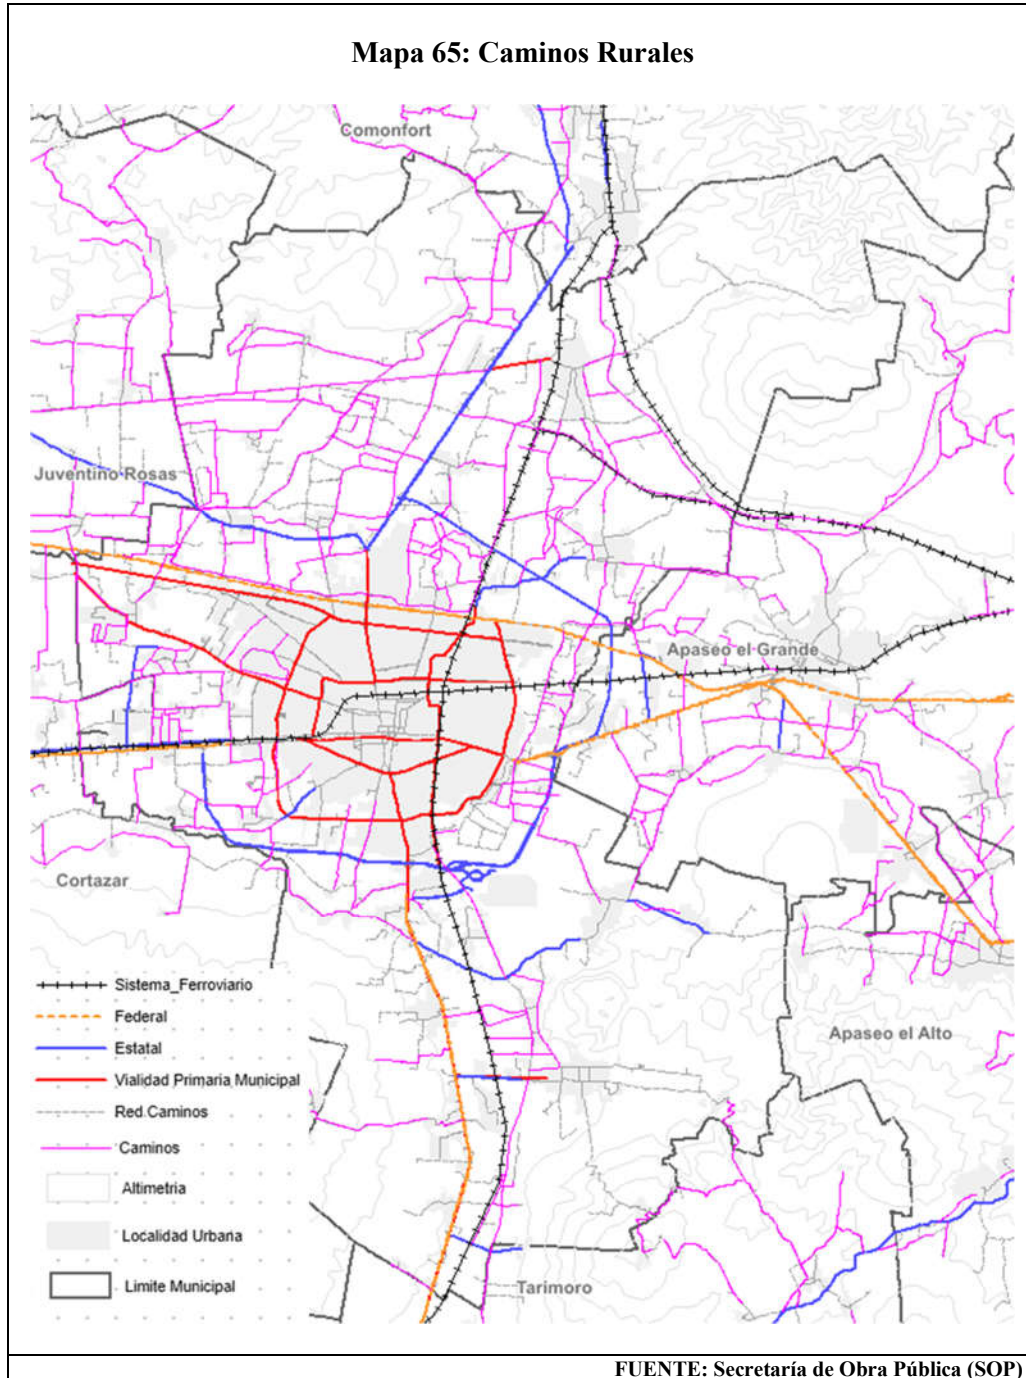 Mapa 65: Caminos Rurales
Comonfort
Juventino Rosas
Apaseo el Grande
Cortazar
Apaseo el Alto
Tarimoro
Sistema_Ferroviario
Federal
Estatal
Vialidad Primaria Municipal
Red Caminos
Caminos
Altimetria
Localidad Urbana
Limite Municipal
FUENTE: Secretaría de Obra Pública (SOP)